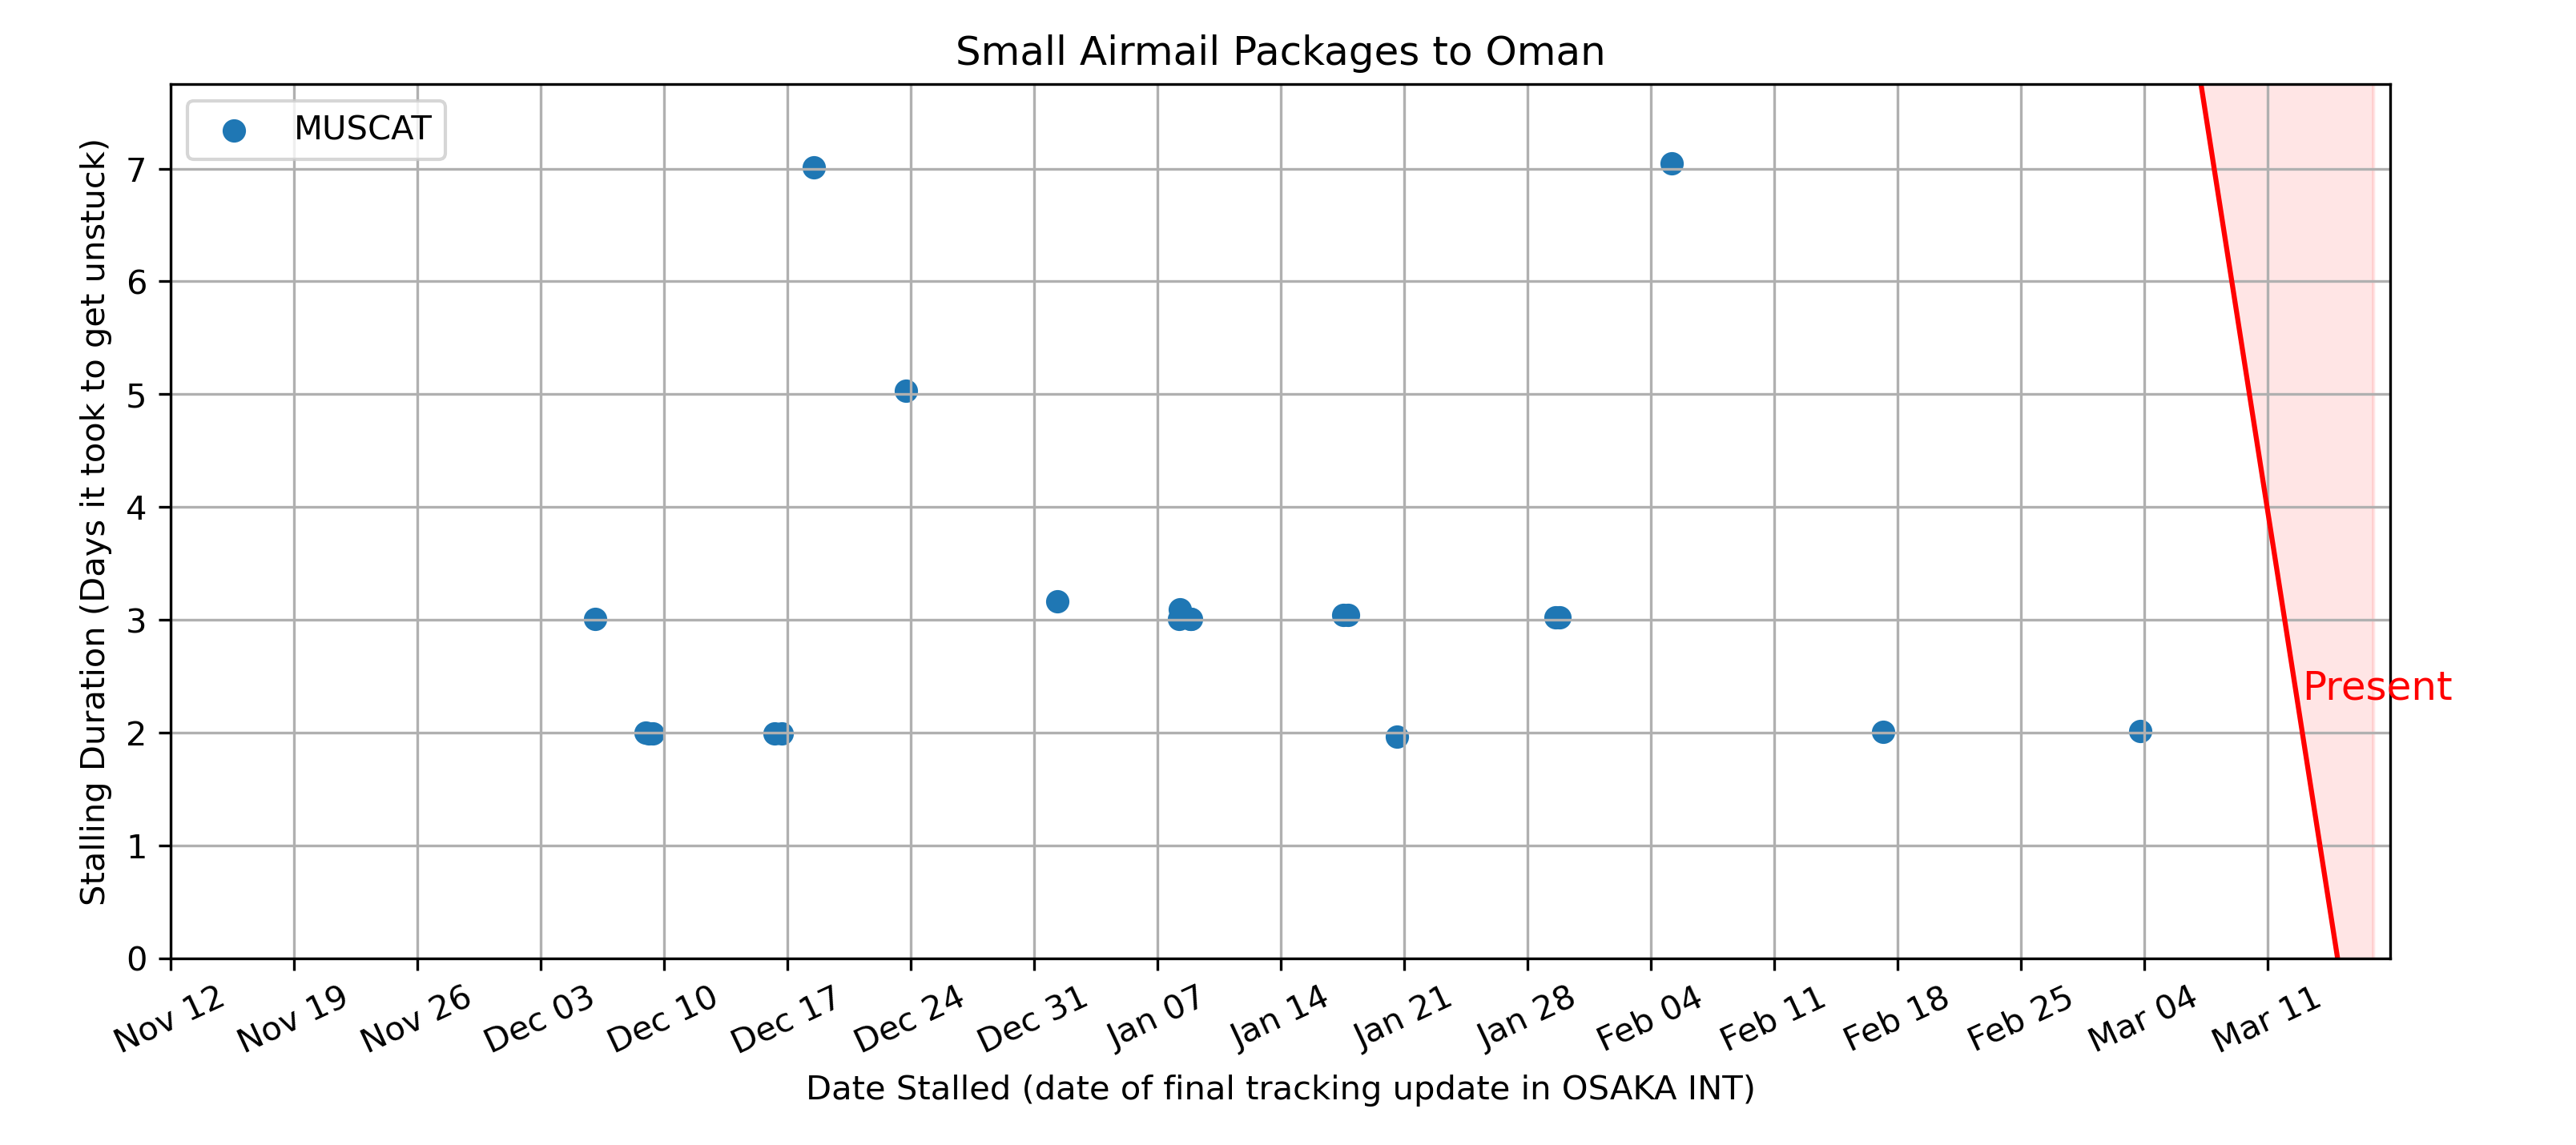 Small Airmail Packages to Oman
MUSCAT
Stalling Duration (Days it took to get unstuck)
7
6
5
4
3
2
1
0
Present
Nov 12 Nov 19 Nov 26 Dec 03 Dec 10 Dec 17 Dec 24 Dec 31 Jan 07 Jan 14 Jan 21 Jan 28 Feb 04 Feb 11 Feb 18 Feb 25 Mar 04 Mar 11
Date Stalled (date of final tracking update in OSAKA INT)